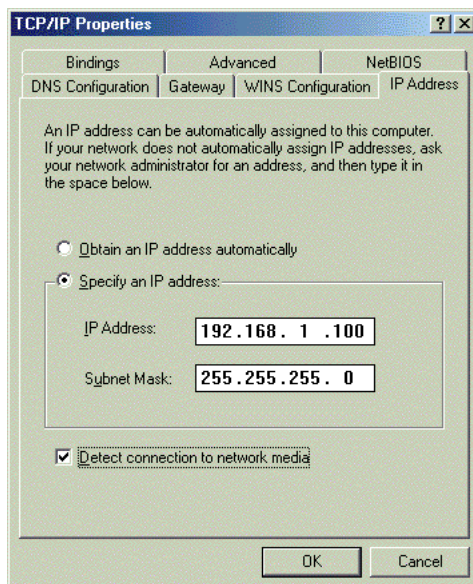 TCP/IP Properties
Bindings Advanced NetBIOS
DNS Configuration Gateway WINS Configuration IP Address
An IP address can be automatically assigned to this computer.
If your network does not automatically assign IP addresses, ask
your network administrator for an address, and then type it in
the space below.
Obtain an IP address automatically
Specify an IP address:
IP Address: 192.168. 1 .100
Subnet Mask: 255.255.255. 0
Detect connection to network media
OK Cancel